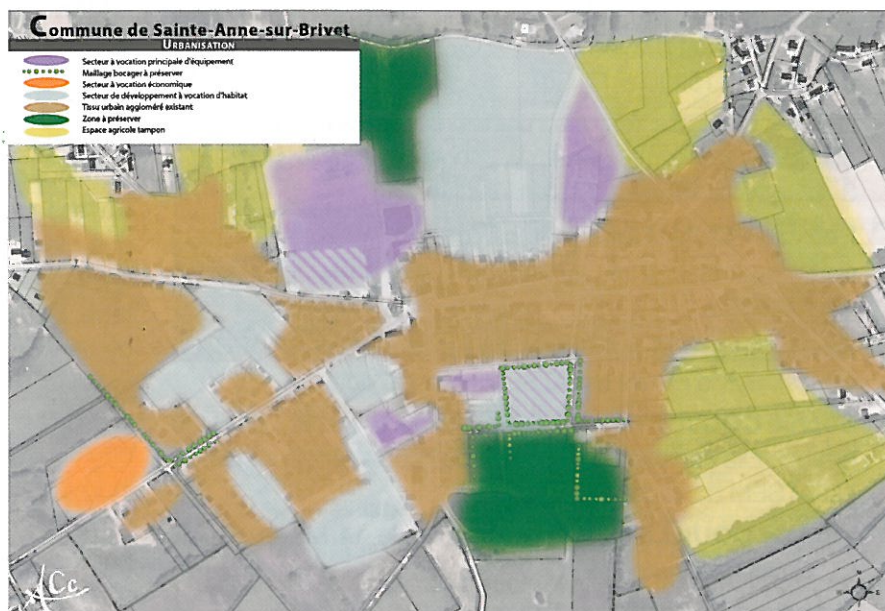 Commune de Sainte-Anne-sur-Brivet
URBANISATION
Secteur à vocation principale d'équipement
Maillage bocager à préserver
Secteur à vocation économique
Secteur de développement à vocation d'habitat
Tissu urbain aggloméré existant
Zone à préserver
Espace agricole tampon